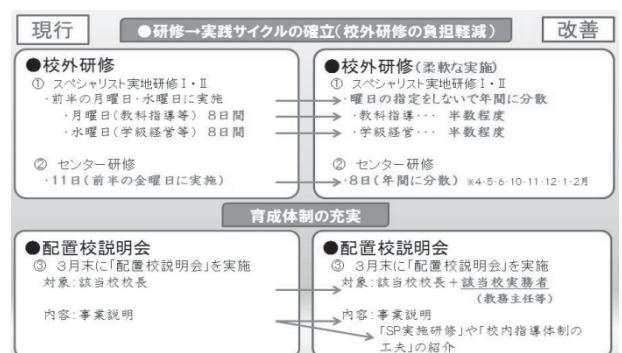 現行
●研修→実践サイクルの確立(校外研修の負担軽減)
改善
●校外研修
① スペシャリスト実地研修Ⅰ・Ⅱ
・前半の月曜日・水曜日に実施
・月曜日(教科指導等) 8日間
・水曜日(学級経営等) 8日間
② センター研修
・11日(前半の金曜日に実施)
●校外研修(柔軟な実施)
① スペシャリスト実地研修Ⅰ・Ⅱ
・曜日の指定をしないで年間に分散
・教科指導・・・ 半数程度
・学級経営・・・ 半数程度
② センター研修
・8日(年間に分散) ※4・5・6・10・11・12・1・2月
育成体制の充実
●配置校説明会
③ 3月末に「配置校説明会」を実施
対象:該当校校長
内容:事業説明
●配置校説明会
③ 3月末に「配置校説明会」を実施
対象:該当校校長+該当校実務者
(教務主任等)
内容:事業説明
「SP実施研修」や「校内指導体制の
工夫」の紹介